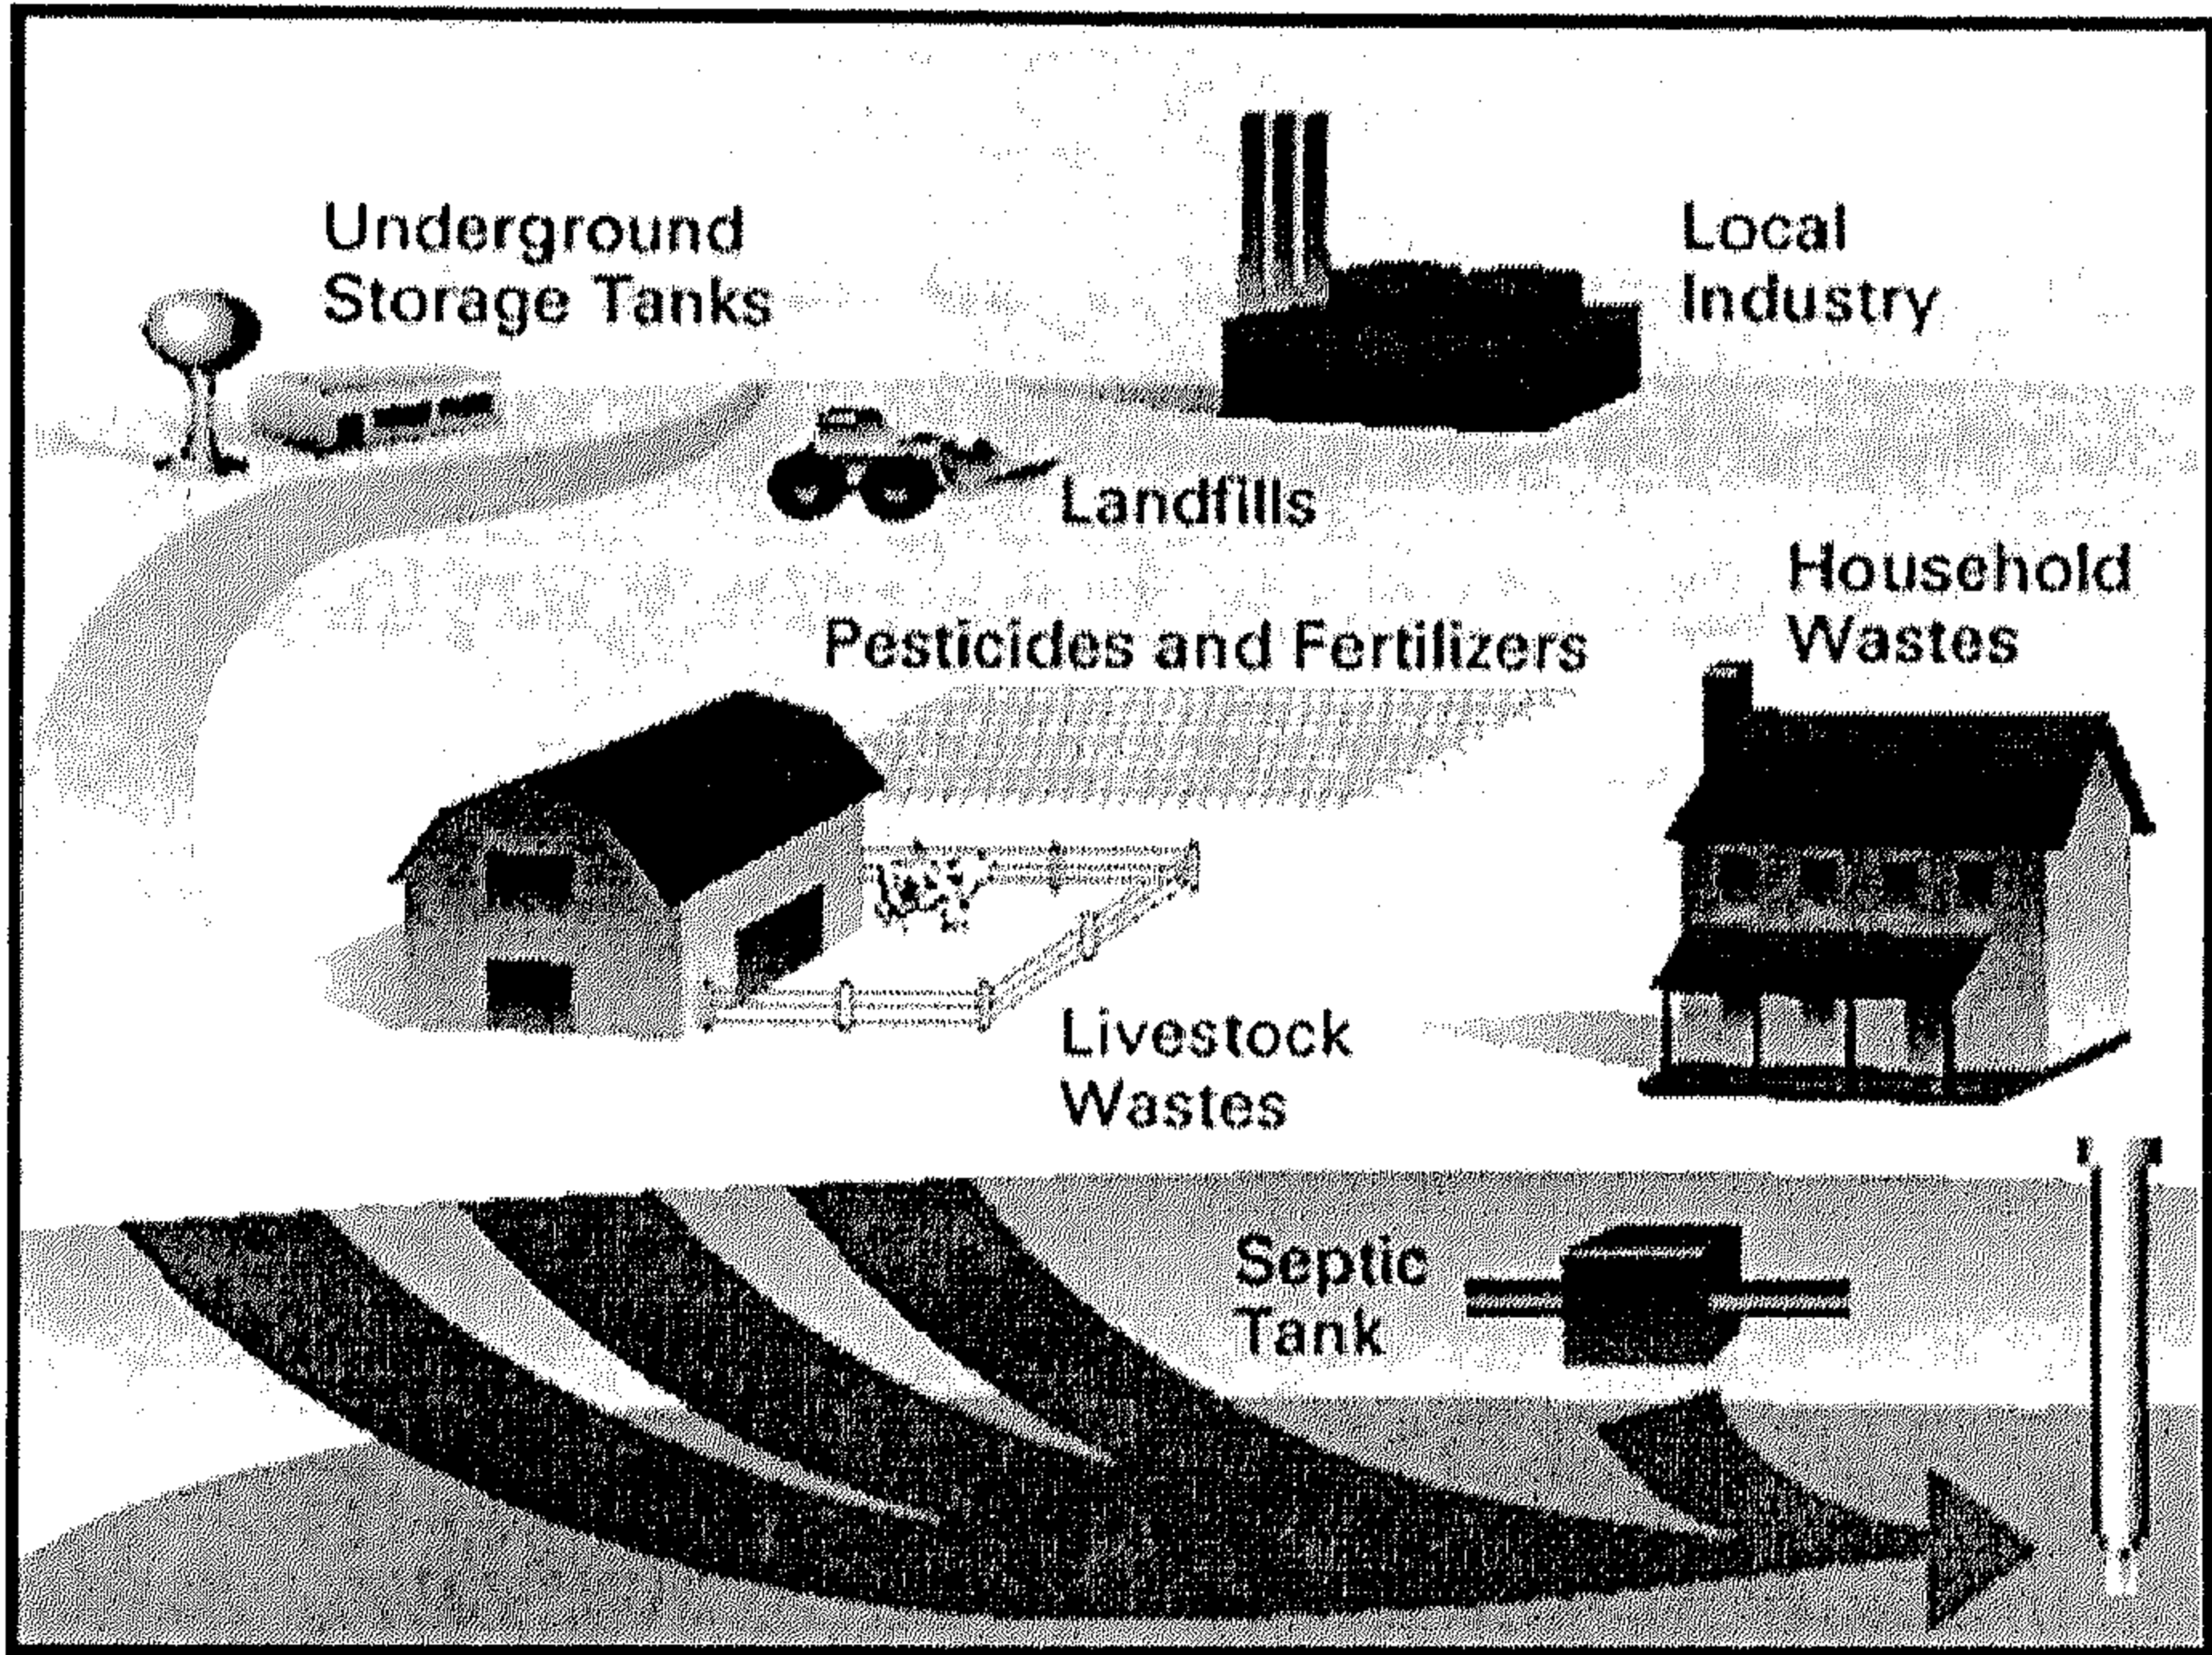 Underground
Storage Tanks
Local
Industry
Landfills
Household
Wastes
Pesticides and Fertilizers
Livestock
Wastes
Septic
Tank